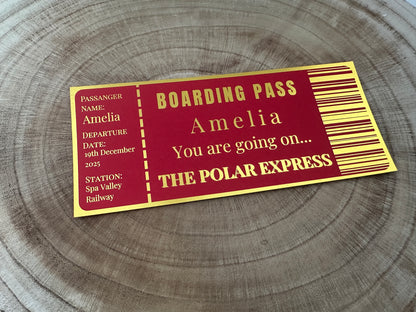 PASSANGER
NAME:
Amelia
DEPARTURE
DATE:
19th December
2025
STATION:
Spa Valley
Railway
BOARDING PASS
Amelia
You are going on...
THE POLAR EXPRESS